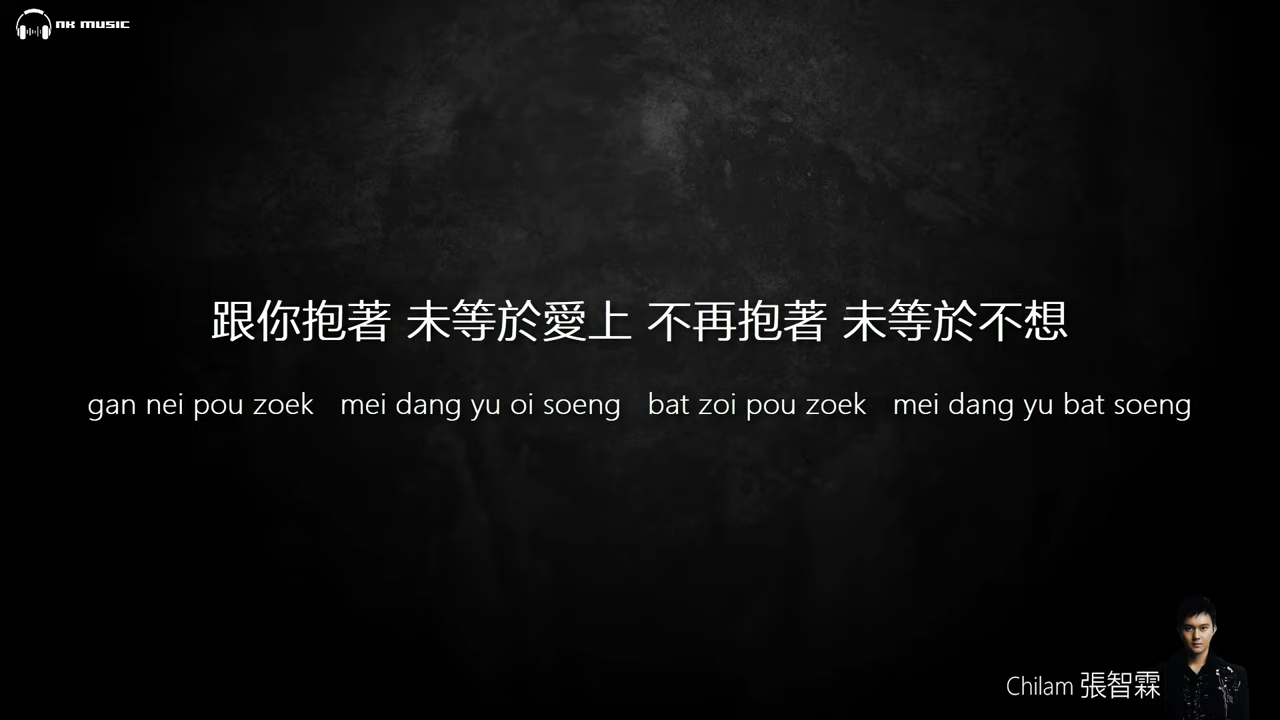 NK MUSIC
跟你抱著 未等於愛上 不再抱著 未等於不想
gan nei pou zoek mei dang yu oi soeng bat zoi pou zoek mei dang yu bat soeng
Chilam 張智霖